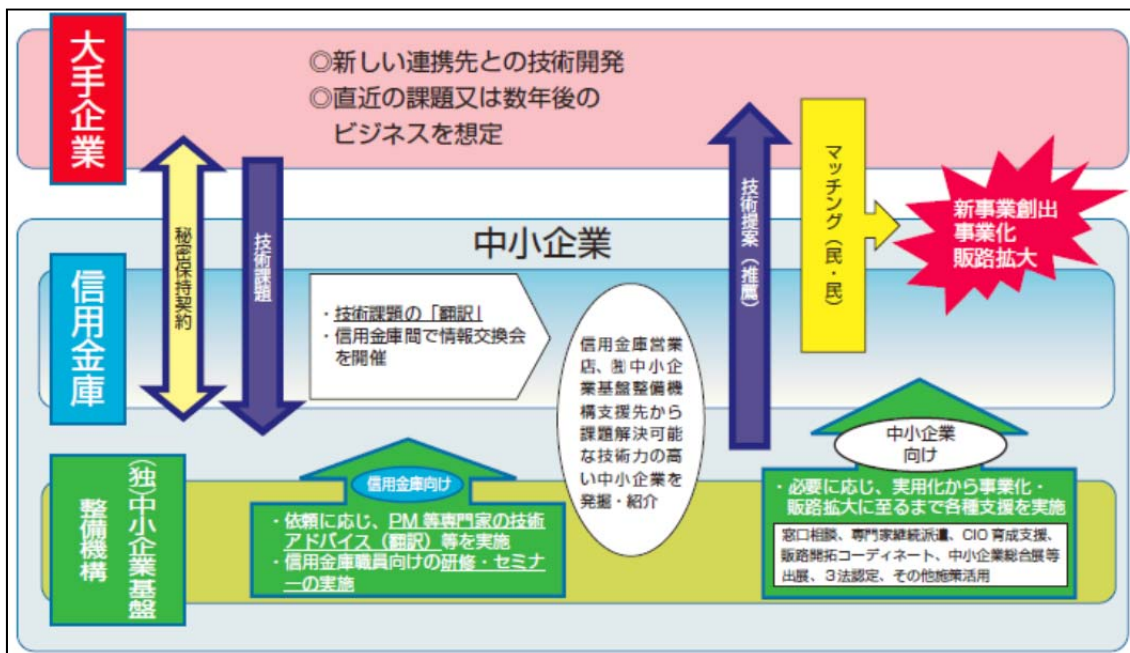 大手企業
◎新しい連携先との技術開発
◎直近の課題又は数年後の
ビジネスを想定
秘密保持契約
技術課題
技術提案（推薦）
マッチング（民・民）
新事業創出
事業化
販路拡大
中小企業
信用金庫
・技術課題の「翻訳」
・信用金庫間で情報交換会
を開催
信用金庫営業
店、㈵中小企
業基盤整備機
構支援先から
課題解決可能
な技術力の高
い中小企業を
発掘・紹介
中小企業
向け
(独)中小企業基盤
整備機構
信用金庫向け
・依頼に応じ、PM等専門家の技術
アドバイス（翻訳）等を実施
・信用金庫職員向けの研修・セミナ
ーの実施
・必要に応じ、実用化から事業化・
販路拡大に至るまで各種支援を実施
窓口相談、専門家継続派遣、CIO育成支援、
販路開拓コーディネート、中小企業総合展等
出展、３法認定、その他施策活用